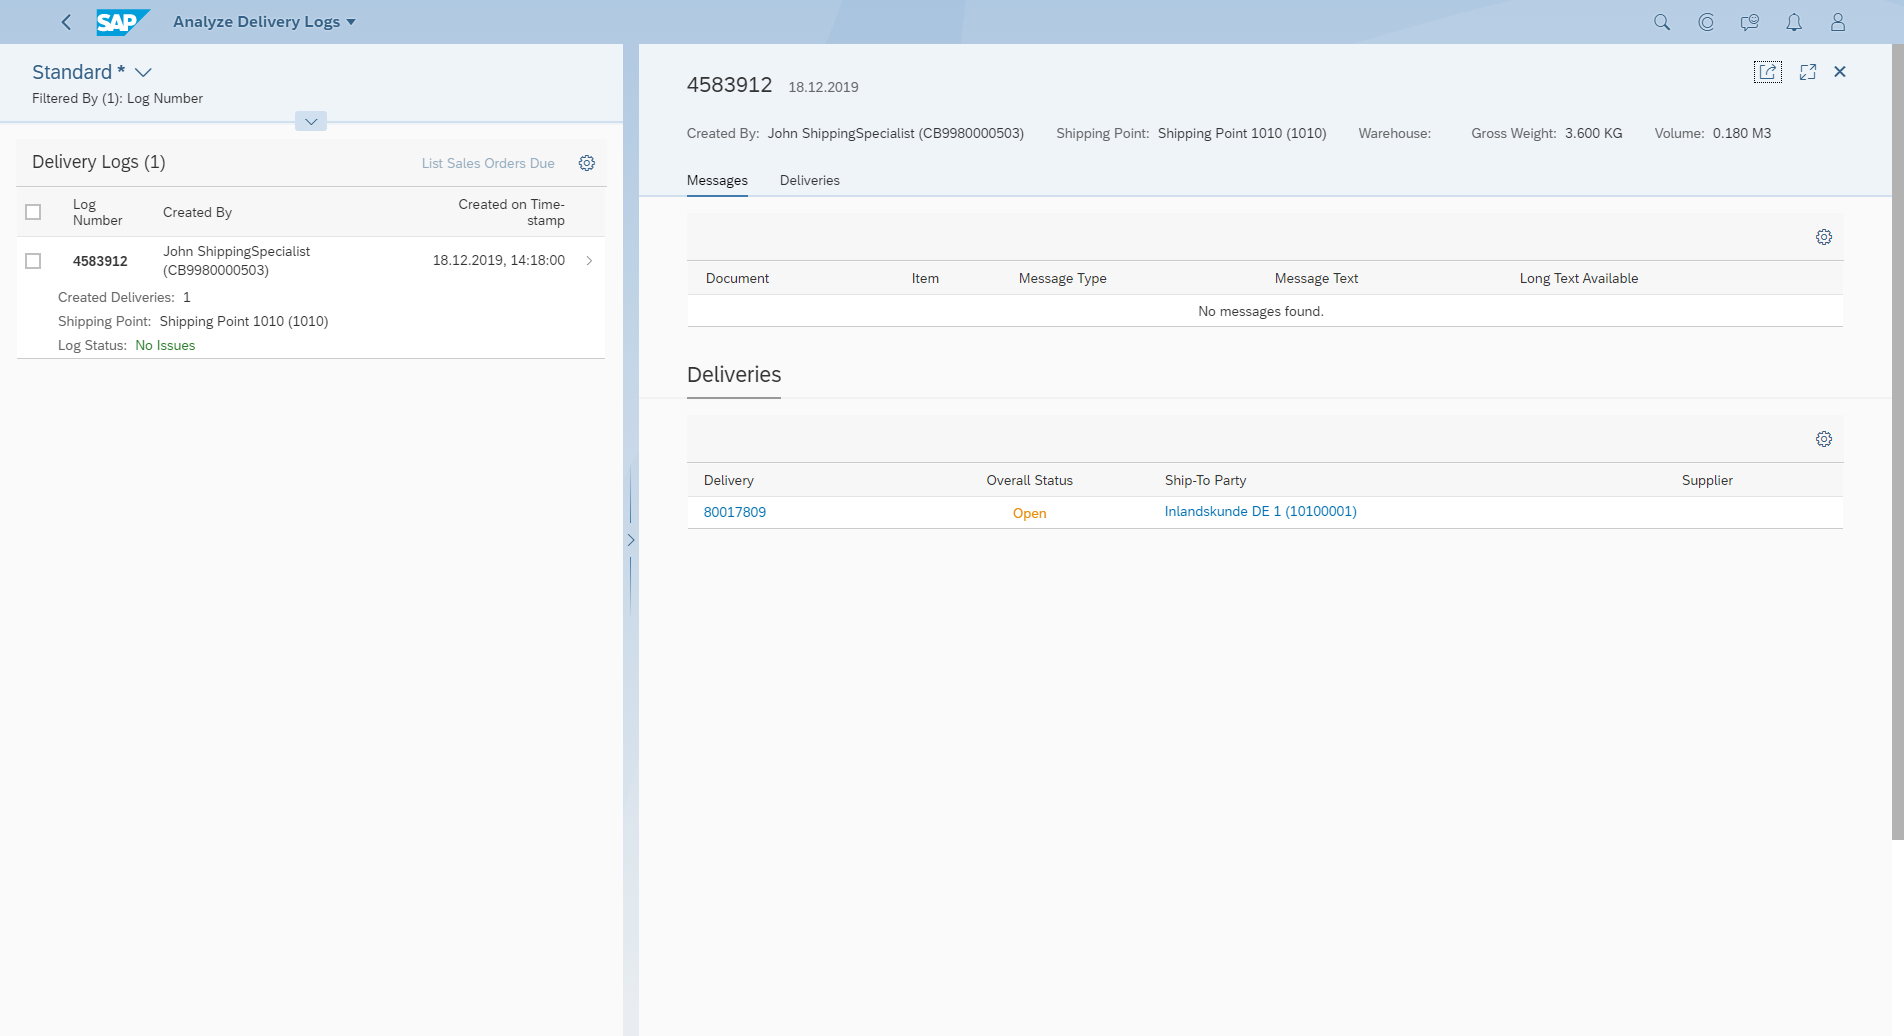 SAP
Analyze Delivery Logs
Standard *
Filtered By (1): Log Number
Delivery Logs (1)
List Sales Orders Due
Log Number
Created By
Created on Time-
stamp
4583912
John ShippingSpecialist
(CB9980000503)
18.12.2019, 14:18:00
Created Deliveries: 1
Shipping Point: Shipping Point 1010 (1010)
Log Status: No Issues
4583912 18.12.2019
Created By: John ShippingSpecialist (CB9980000503) Shipping Point: Shipping Point 1010 (1010) Warehouse: Gross Weight: 3.600 KG Volume: 0.180 M3
Messages Deliveries
Document Item Message Type Message Text Long Text Available
No messages found.
Deliveries
Delivery Overall Status Ship-To Party Supplier
80017809 Open Inlandskunde DE 1 (10100001)